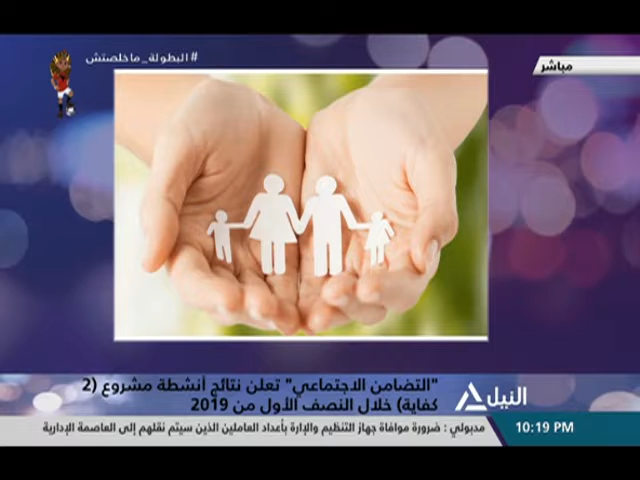 #البطولة_ماخلصتش
مباشر
"التضامن الاجتماعي" تعلن نتائج أنشطة مشروع (2
كفاية) خلال النصف الأول من 2019
النيل
مدبولي : ضرورة موافاة جهاز التنظيم والإدارة بأعداد العاملين الذين سيتم نقلهم إلى العاصمة الإدارية
10:19 PM